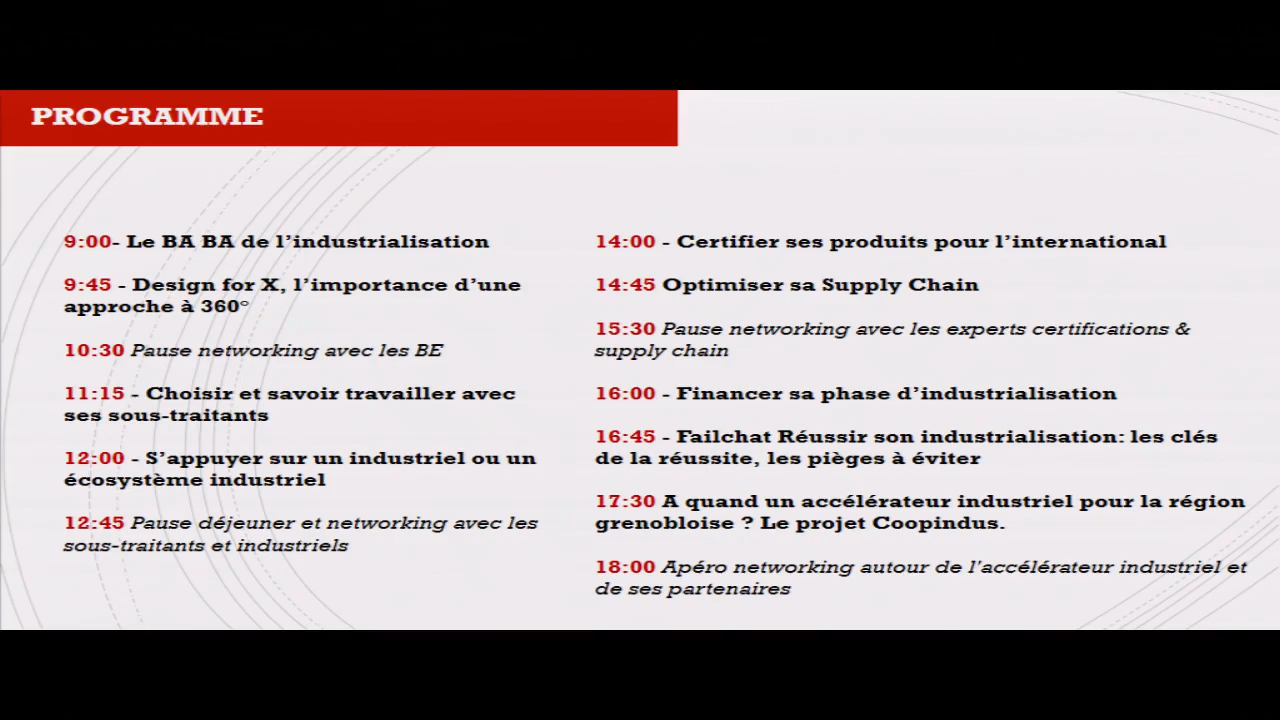 PROGRAMME
9:00- Le BA BA de l'industrialisation
9:45 - Design for X, l'importance d'une
approche à 360°
10:30 Pause networking avec les BE
11:15 - Choisir et savoir travailler avec
ses sous-traitants
12:00 - S'appuyer sur un industriel ou un
écosystème industriel
12:45 Pause déjeuner et networking avec les
sous-traitants et industriels
14:00 - Certifier ses produits pour l'international
14:45 Optimiser sa Supply Chain
15:30 Pause networking avec les experts certifications &
supply chain
16:00 - Financer sa phase d'industrialisation
16:45 - Failchat Réussir son industrialisation: les clés
de la réussite, les pièges à éviter
17:30 A quand un accélérateur industriel pour la région
grenobloise ? Le projet Coopindus.
18:00 Apéro networking autour de l'accélérateur industriel et
de ses partenaires